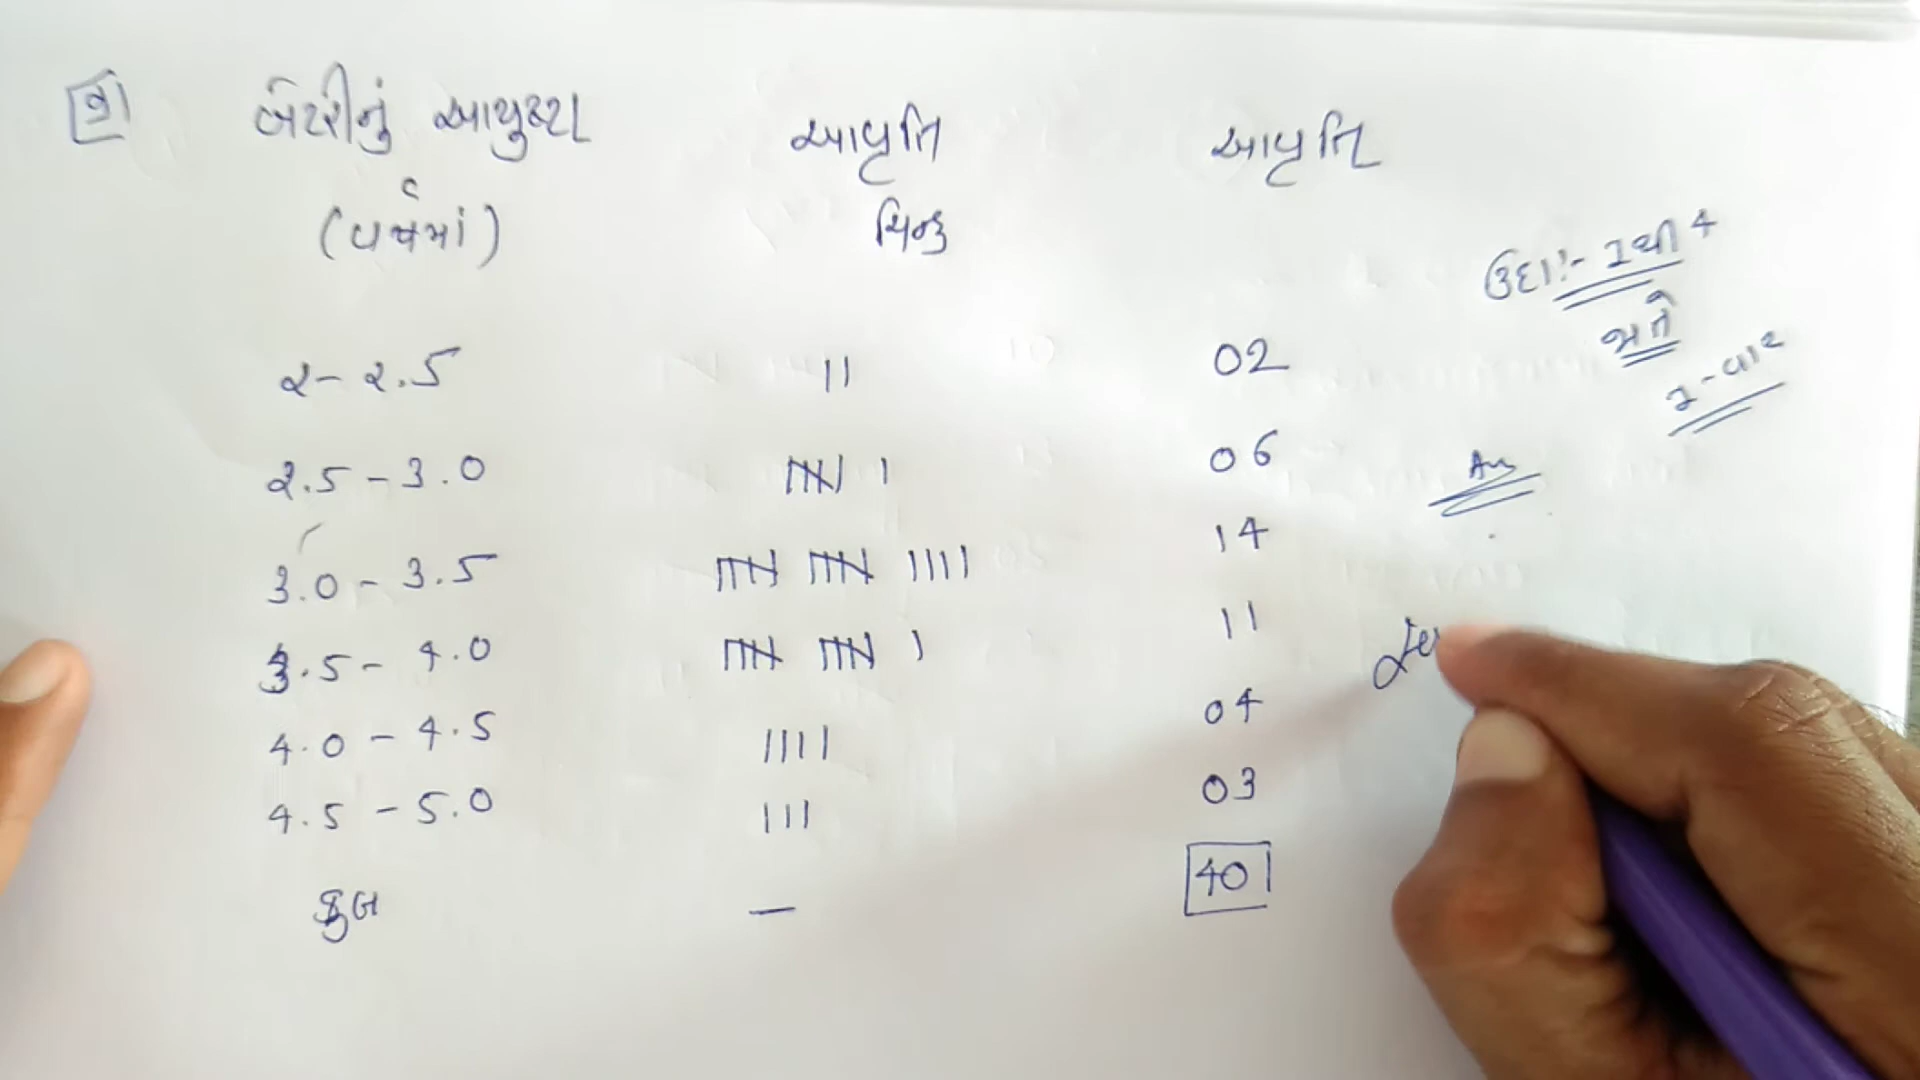 ૭
બેટરીનું આયુષ્ય આવૃત્તિ આવૃત્તિ
(વર્ષમાં) ચિન્હ
ઉદા:- 1 થી 4
2 - 2.5 || 02
2.5 - 3.0 |||| | 06
Ans
3.0 - 3.5 |||| |||| |||| 14
3.5 - 4.0 |||| |||| | 11
4.0 - 4.5 |||| 04
4.5 - 5.0 ||| 03
કુલ — 40